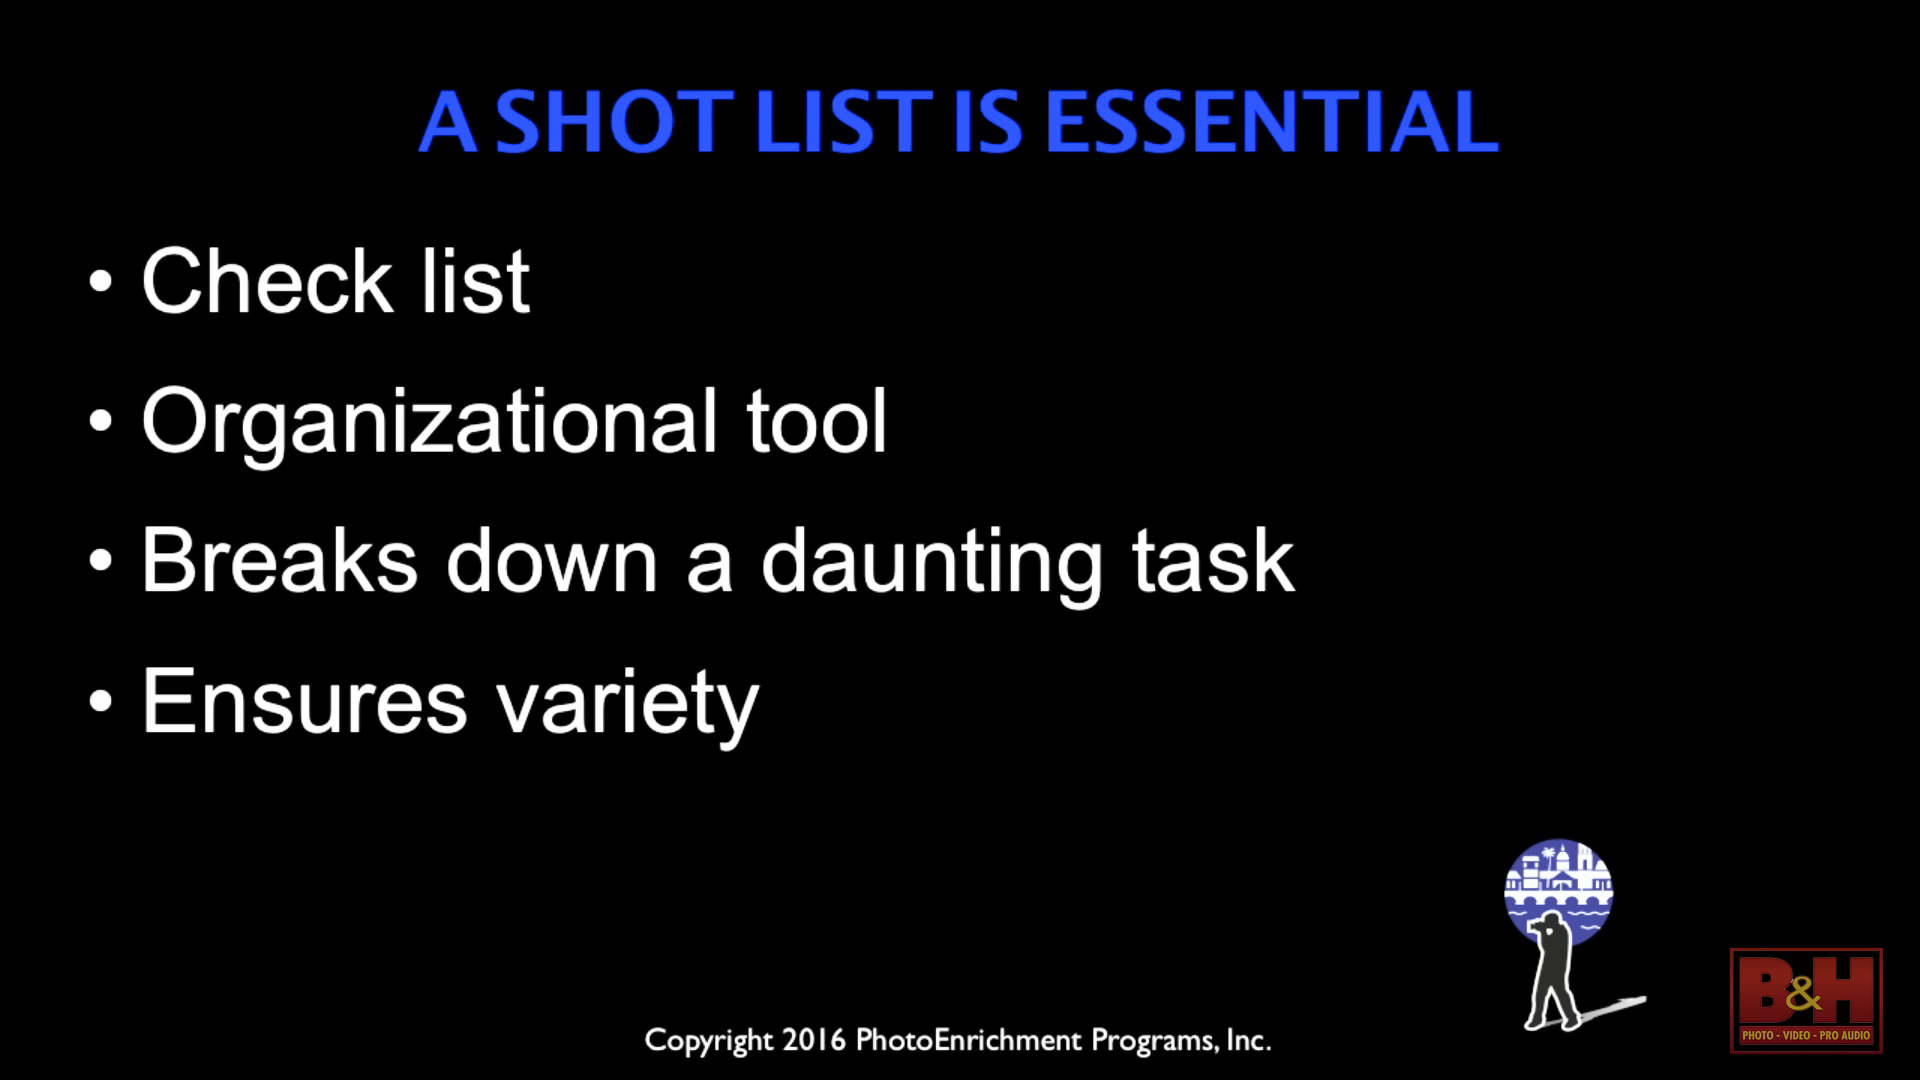 A SHOT LIST IS ESSENTIAL
• Check list
• Organizational tool
• Breaks down a daunting task
• Ensures variety
Copyright 2016 PhotoEnrichment Programs, Inc.
B&H
PHOTO - VIDEO - PRO AUDIO